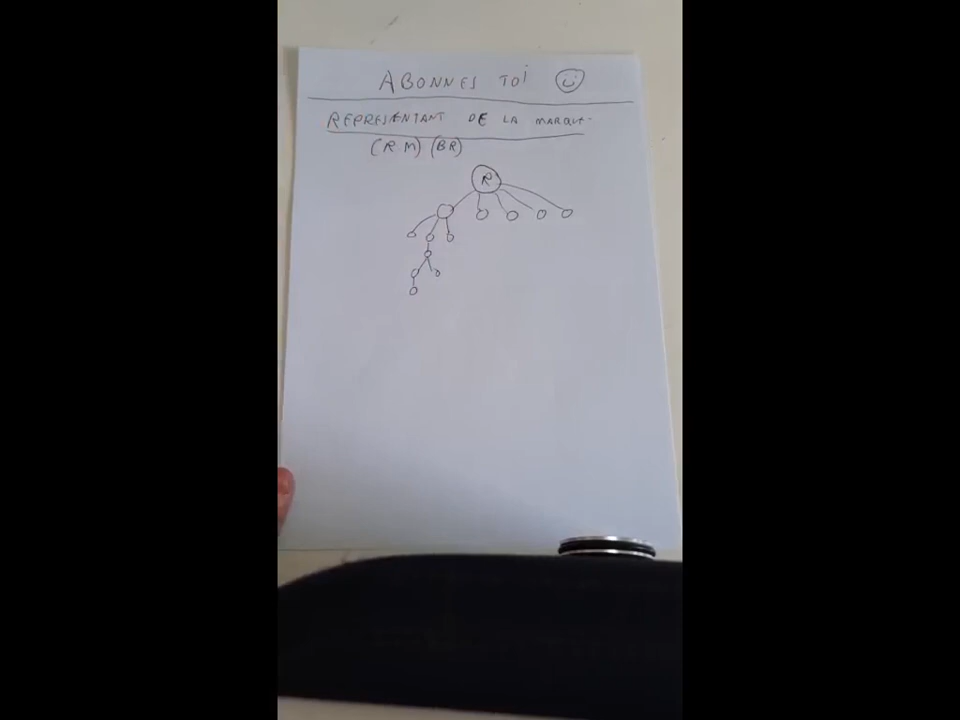 ABONNES TOI
REPRESENTANT DE LA MARQUE
(R M) (BR)
R